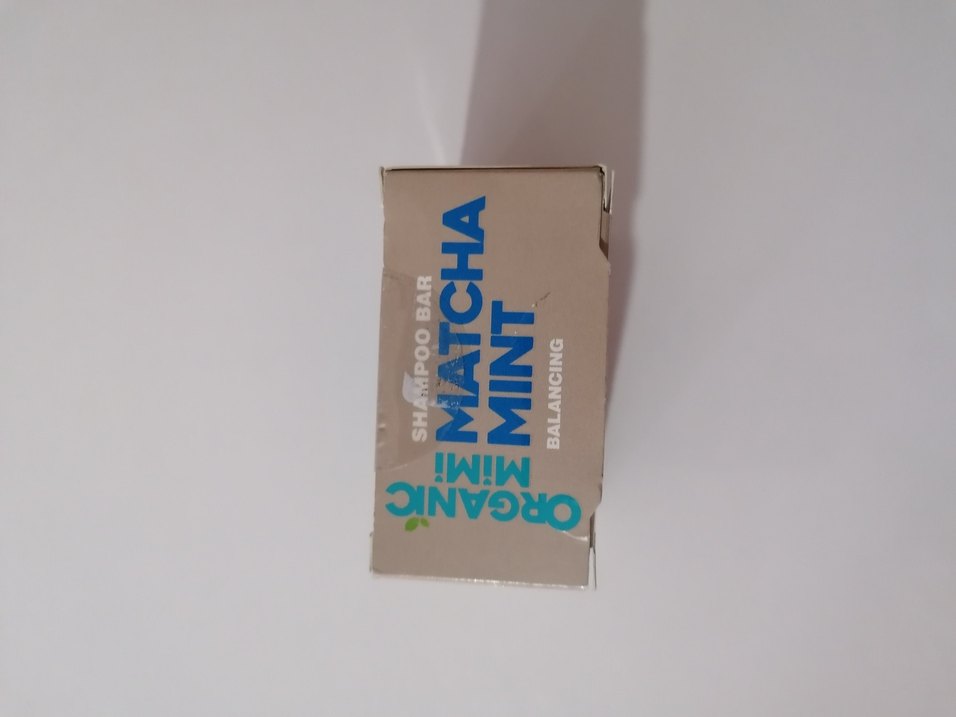 SHAMPOO BAR
MATCHA
MINT
BALANCING
ORGANIC
MiMi